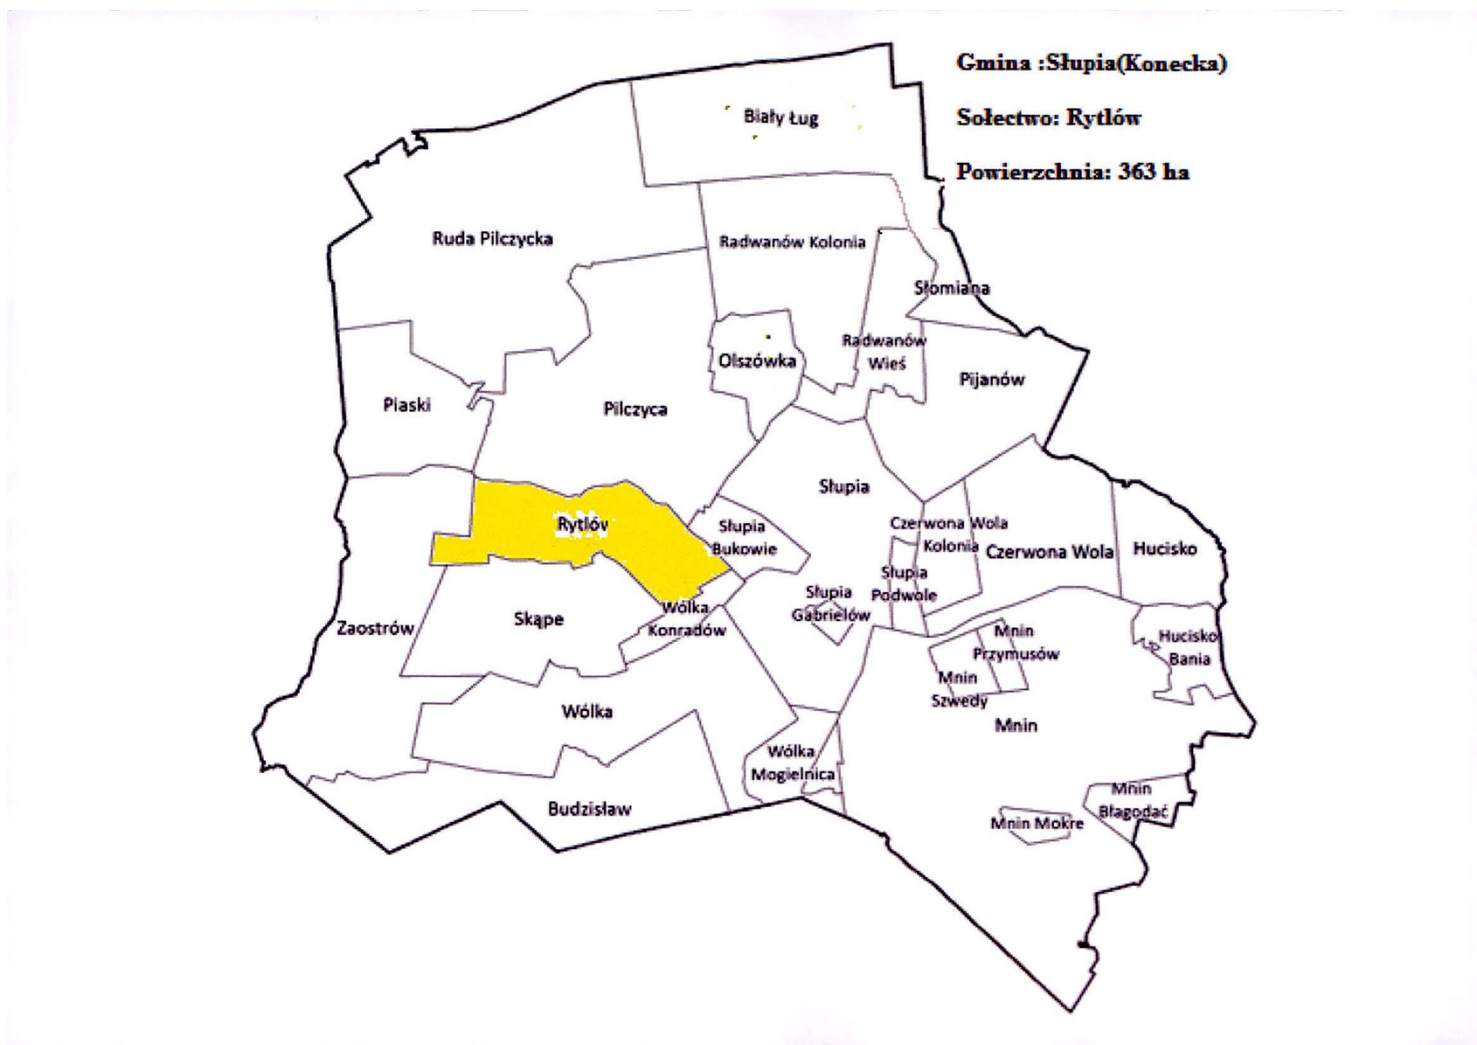 Gmina :Słupia(Konecka)
Sołectwo: Rytlów
Powierzchnia: 363 ha
Biały Ług
Ruda Pilczycka
Radwanów Kolonia
Słomiana
Radwanów
Wieś
Olszówka
Pijanów
Piaski
Pilczyca
Słupia
Rytlów
Słupia
Bukowie
Czerwona Wola
Kolonia
Czerwona Wola
Hucisko
Słupia
Podwole
Słupia
Gabrielów
Wólka
Konradów
Skąpe
Zaostrów
Mnin
Przymusów
Hucisko
Bania
Mnin
Szwedy
Mnin
Wólka
Wólka
Mogielnica
Budzisław
Mnin
Błagodać
Mnin Mokre